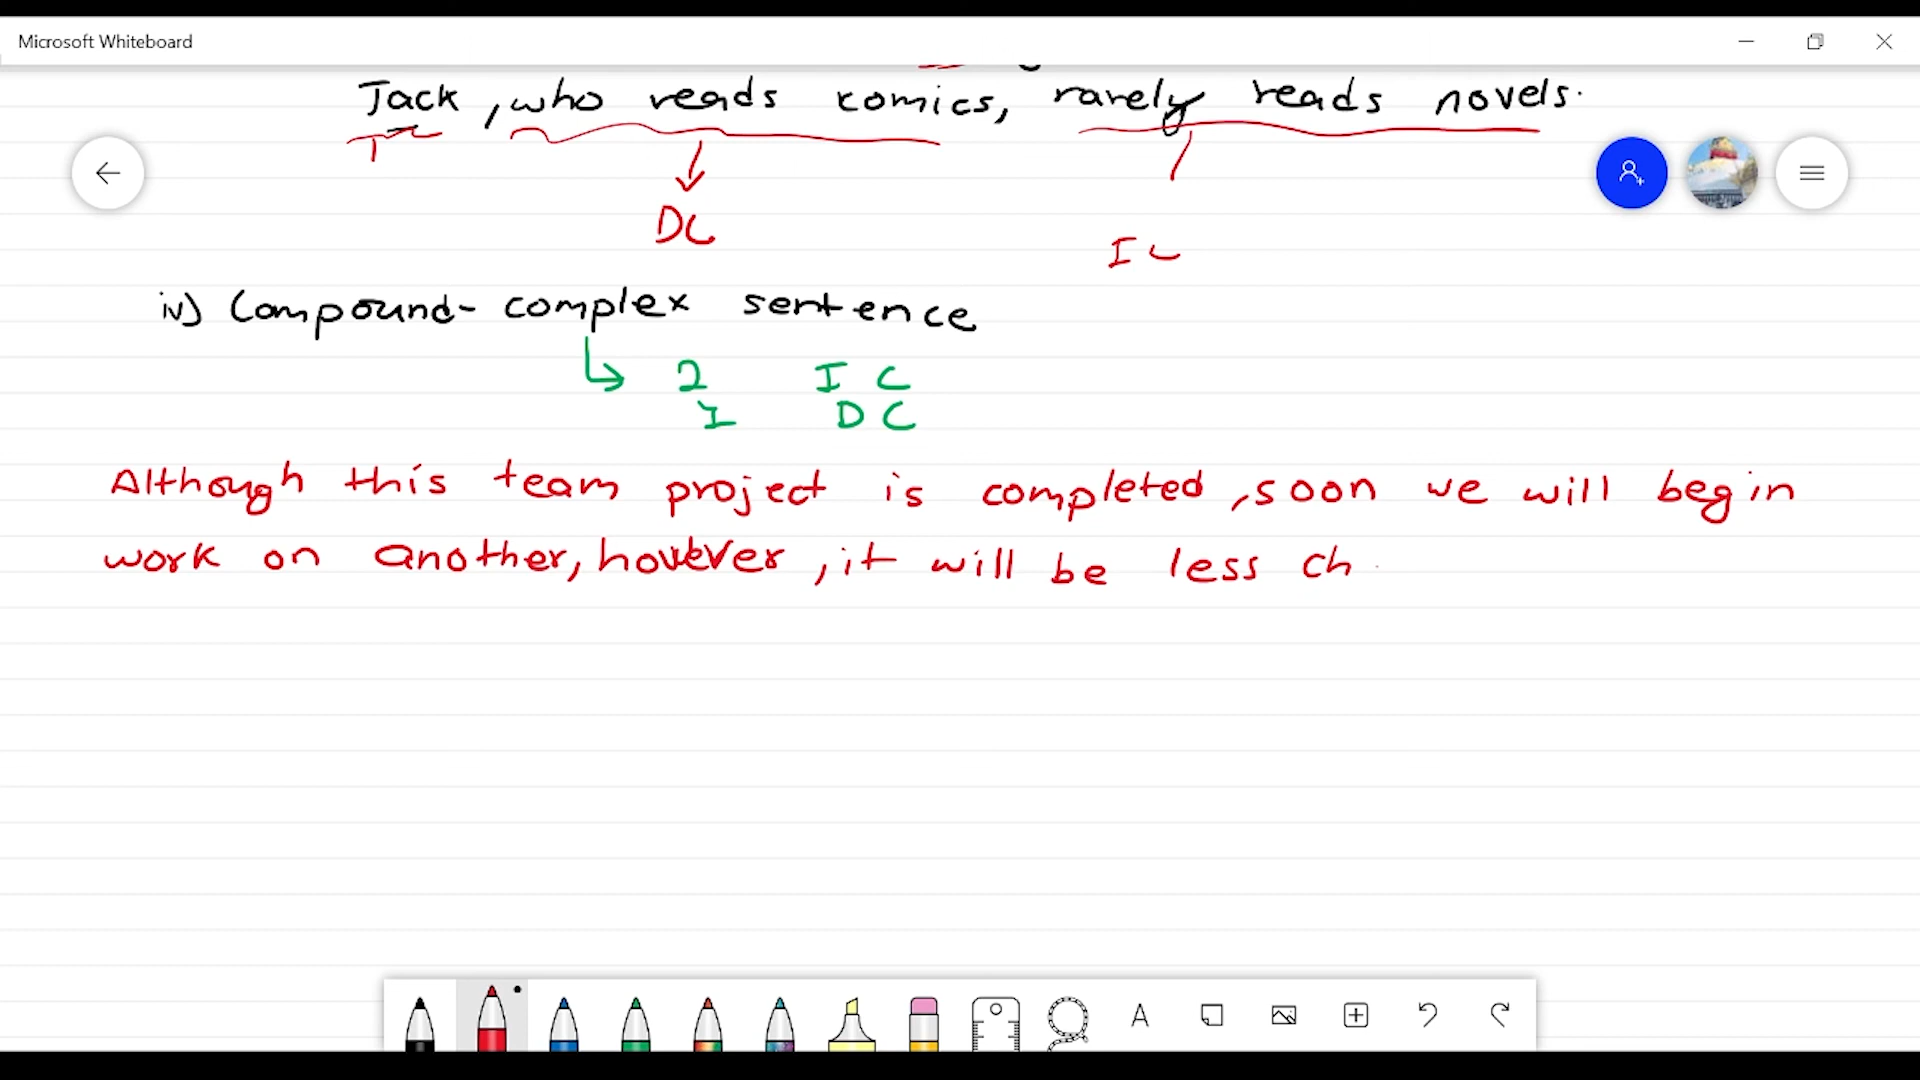 Microsoft Whiteboard
Jack, who reads comics, rarely reads novels.
DC
IC
iv) Compound-complex sentence
2 IC
1 DC
Although this team project is completed, soon we will begin
work on another, however, it will be less ch
A